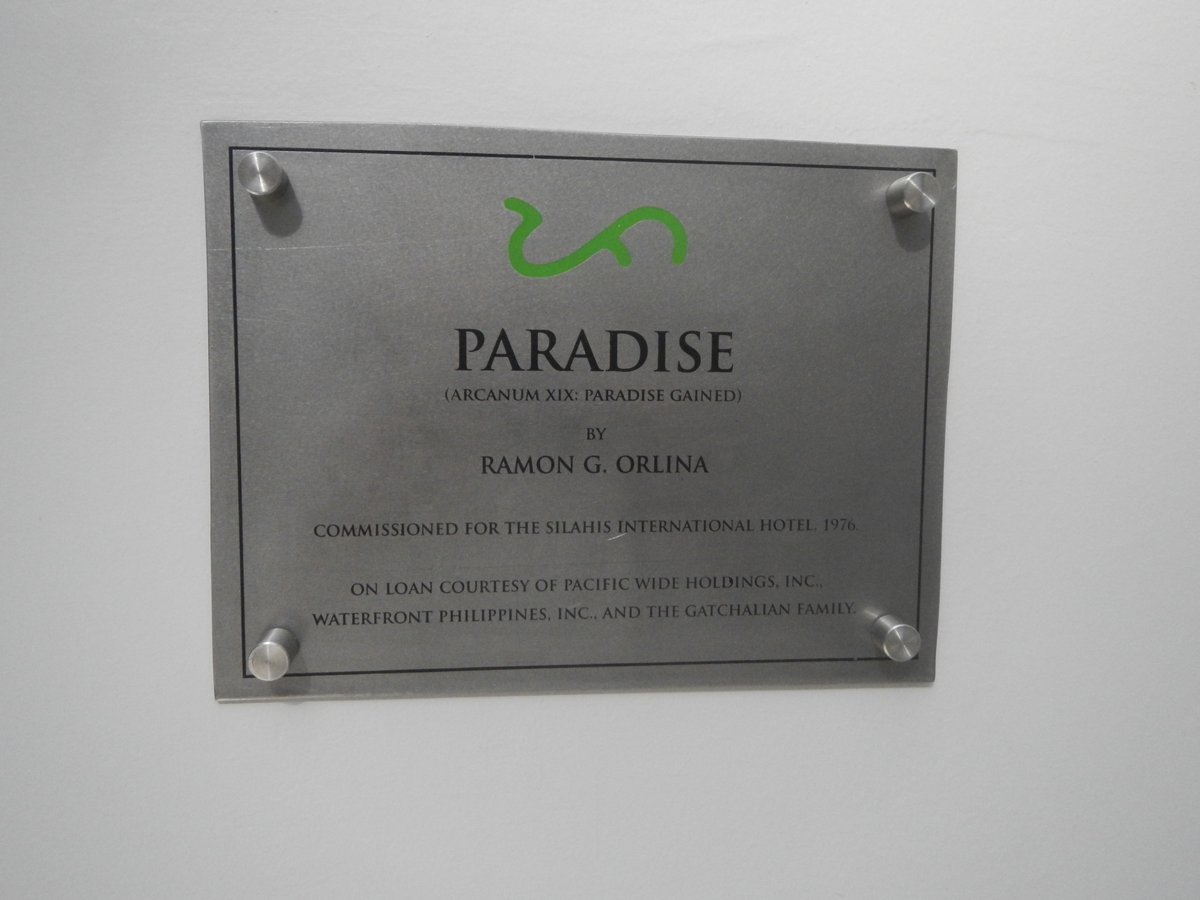 PARADISE
(ARCANUM XIX: PARADISE GAINED)
BY
RAMON G. ORLINA
COMMISSIONED FOR THE SILAHIS INTERNATIONAL HOTEL, 1976.
ON LOAN COURTESY OF PACIFIC WIDE HOLDINGS, INC.,
WATERFRONT PHILIPPINES, INC., AND THE GATCHALIAN FAMILY.